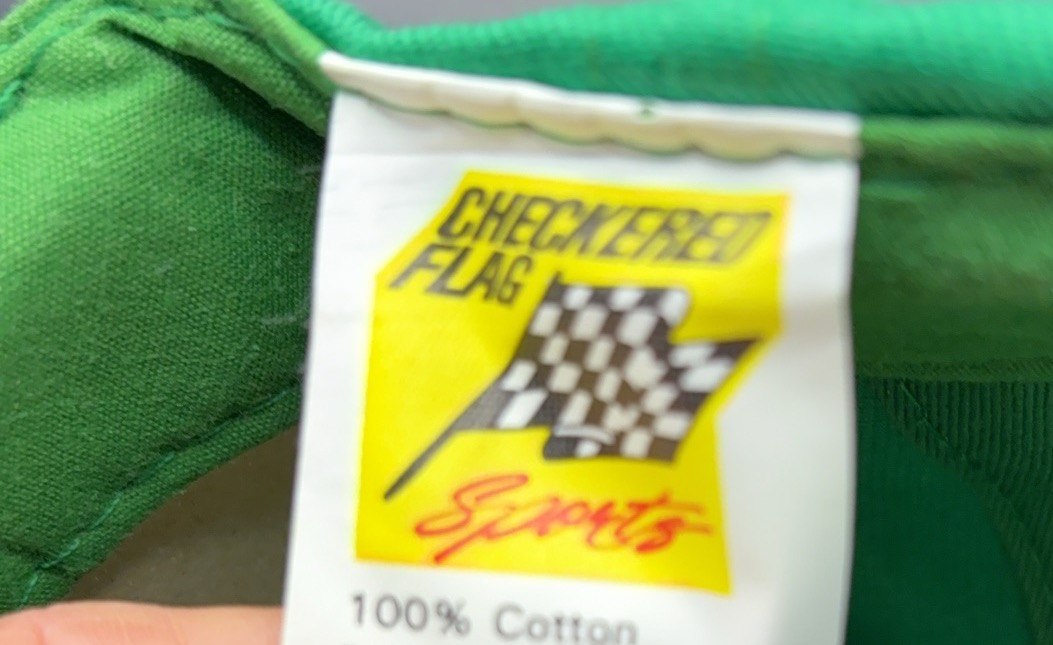 CHECKERED
FLAG
Sports
100% Cotton